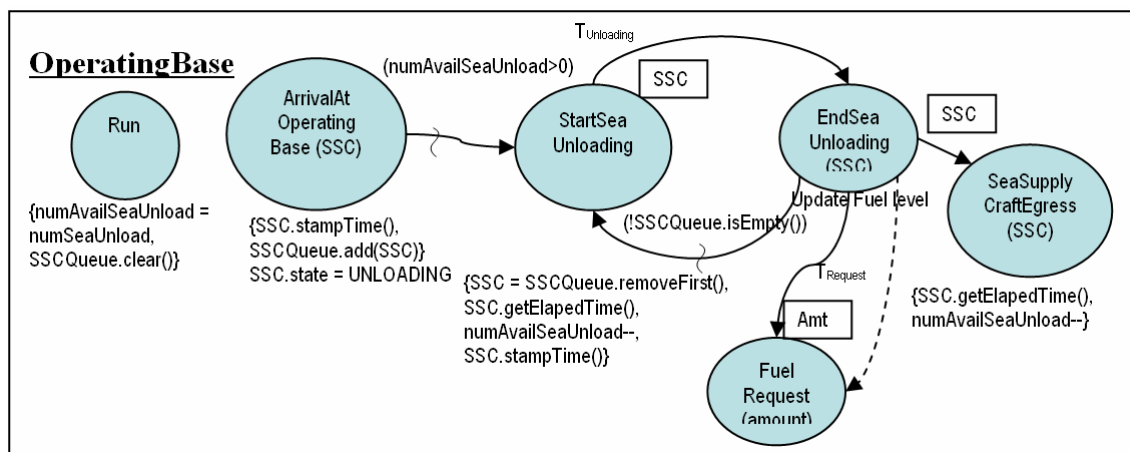 OperatingBase
Run
{numAvailSeaUnload =
numSeaUnload,
SSCQueue.clear()}
ArrivalAt
Operating
Base (SSC)
{SSC.stampTime(),
SSCQueue.add(SSC)}
SSC.state = UNLOADING
(numAvailSeaUnload>0)
StartSea
Unloading
{SSC = SSCQueue.removeFirst(),
SSC.getElapedTime(),
numAvailSeaUnload--,
SSC.stampTime()}
TUnloading
SSC
EndSea
Unloading
(SSC)
Update Fuel level
(!SSCQueue.isEmpty())
TRequest
Amt
Fuel
Request
(amount)
SSC
SeaSupply
CraftEgress
(SSC)
{SSC.getElapedTime(),
numAvailSeaUnload--}